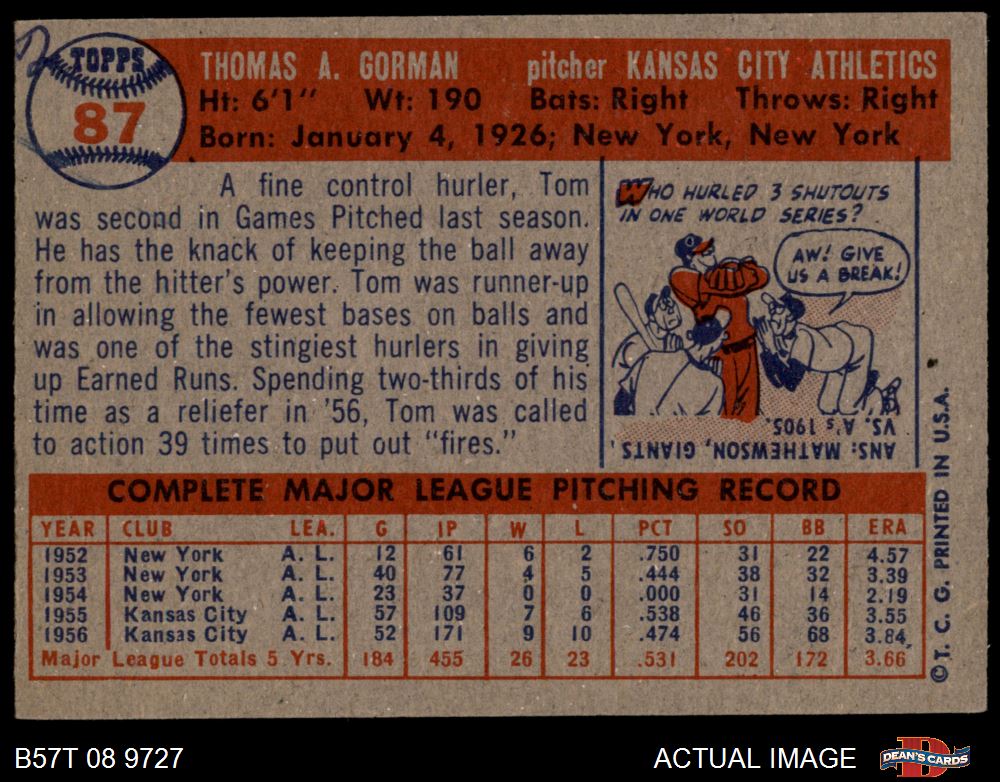 TOPPS
87
THOMAS A. GORMAN pitcher KANSAS CITY ATHLETICS
Ht: 6'1" Wt: 190 Bats: Right Throws: Right
Born: January 4, 1926; New York, New York
A fine control hurler, Tom
was second in Games Pitched last season.
He has the knack of keeping the ball away
from the hitter's power. Tom was runner-up
in allowing the fewest bases on balls and
was one of the stingiest hurlers in giving
up Earned Runs. Spending two-thirds of his
time as a reliefer in '56, Tom was called
to action 39 times to put out "fires."
WHO HURLED 3 SHUTOUTS
IN ONE WORLD SERIES?
AW! GIVE
US A BREAK!
ANS: MATHEWSON, GIANTS,
VS. A's 1905.
COMPLETE MAJOR LEAGUE PITCHING RECORD
YEAR CLUB LEA. G IP W L PCT SO BB ERA
1952 New York A. L. 12 61 6 2 .750 31 22 4.57
1953 New York A. L. 40 77 4 5 .444 38 32 3.39
1954 New York A. L. 23 37 0 0 .000 31 14 2.19
1955 Kansas City A. L. 57 109 7 6 .538 46 36 3.55
1956 Kansas City A. L. 52 171 9 10 .474 56 68 3.84
Major League Totals 5 Yrs. 184 455 26 23 .531 202 172 3.66
© T. C. G. PRINTED IN U.S.A.
B57T 08 9727
ACTUAL IMAGE
DEAN'S CARDS